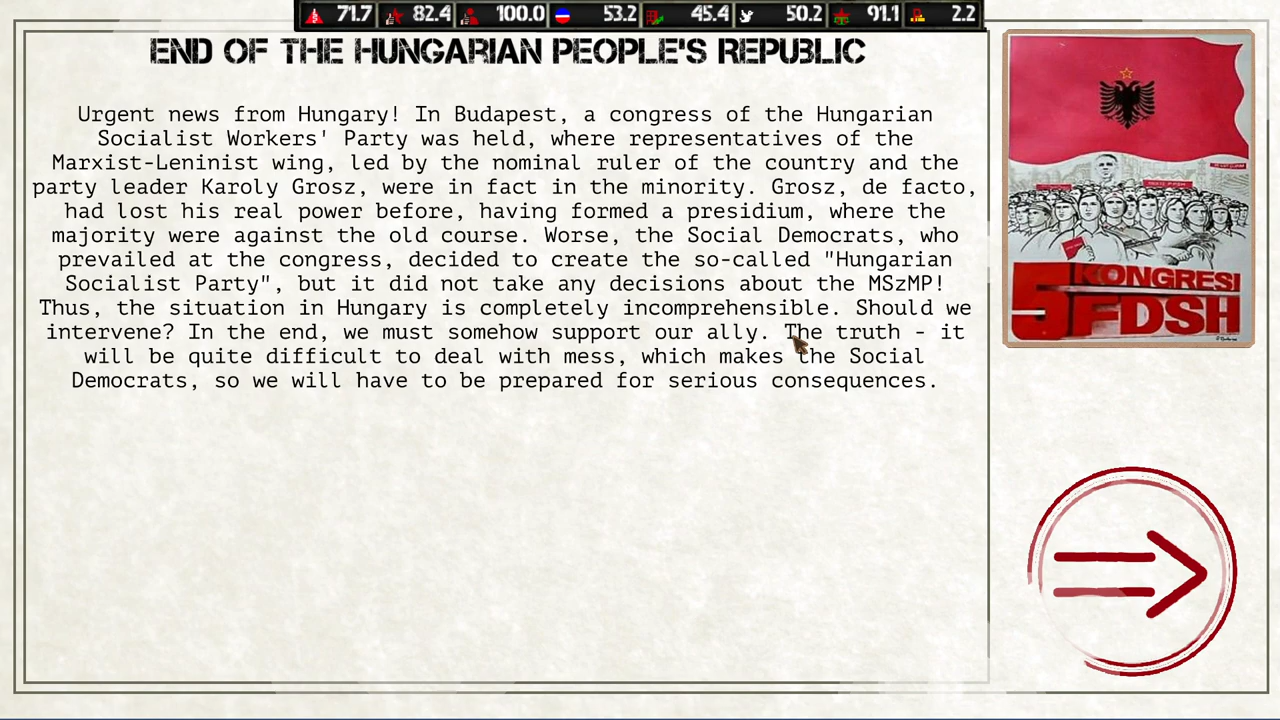 71.7 82.4 100.0 53.2 45.4 50.2 91.1 2.2
END OF THE HUNGARIAN PEOPLE'S REPUBLIC
Urgent news from Hungary! In Budapest, a congress of the Hungarian
Socialist Workers' Party was held, where representatives of the
Marxist-Leninist wing, led by the nominal ruler of the country and the
party leader Karoly Grosz, were in fact in the minority. Grosz, de facto,
had lost his real power before, having formed a presidium, where the
majority were against the old course. Worse, the Social Democrats, who
prevailed at the congress, decided to create the so-called "Hungarian
Socialist Party", but it did not take any decisions about the MSzMP!
Thus, the situation in Hungary is completely incomprehensible. Should we
intervene? In the end, we must somehow support our ally. The truth - it
will be quite difficult to deal with mess, which makes the Social
Democrats, so we will have to be prepared for serious consequences.
5 KONGRESI
FDSH